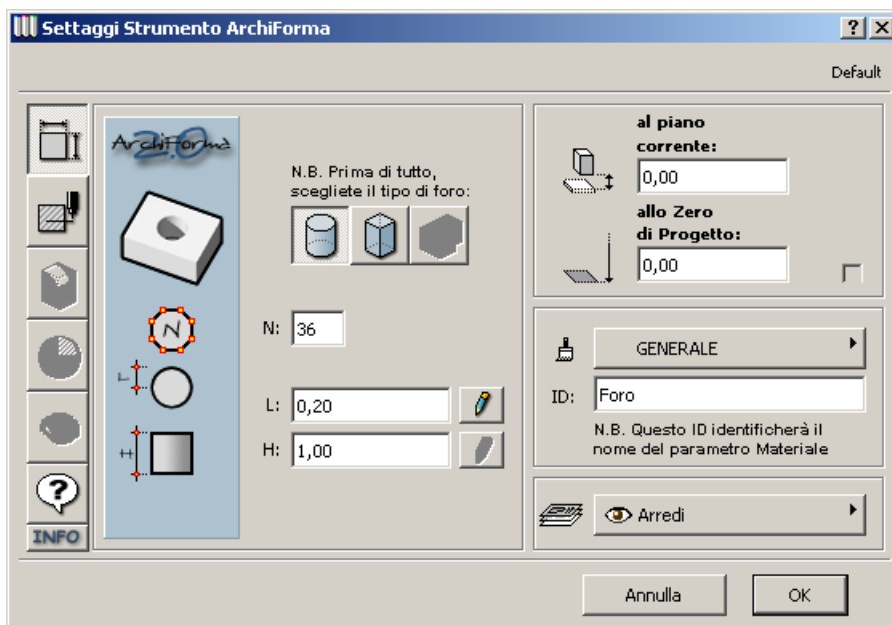 Settaggi Strumento ArchiForma
Default
ArchiForma
2.0
N.B. Prima di tutto,
scegliete il tipo di foro:
N
N: 36
L
L: 0,20
H
H: 1,00
INFO
al piano
corrente:
0,00
allo Zero
di Progetto:
0,00
GENERALE
ID: Foro
N.B. Questo ID identificherà il
nome del parametro Materiale
Arredi
Annulla
OK